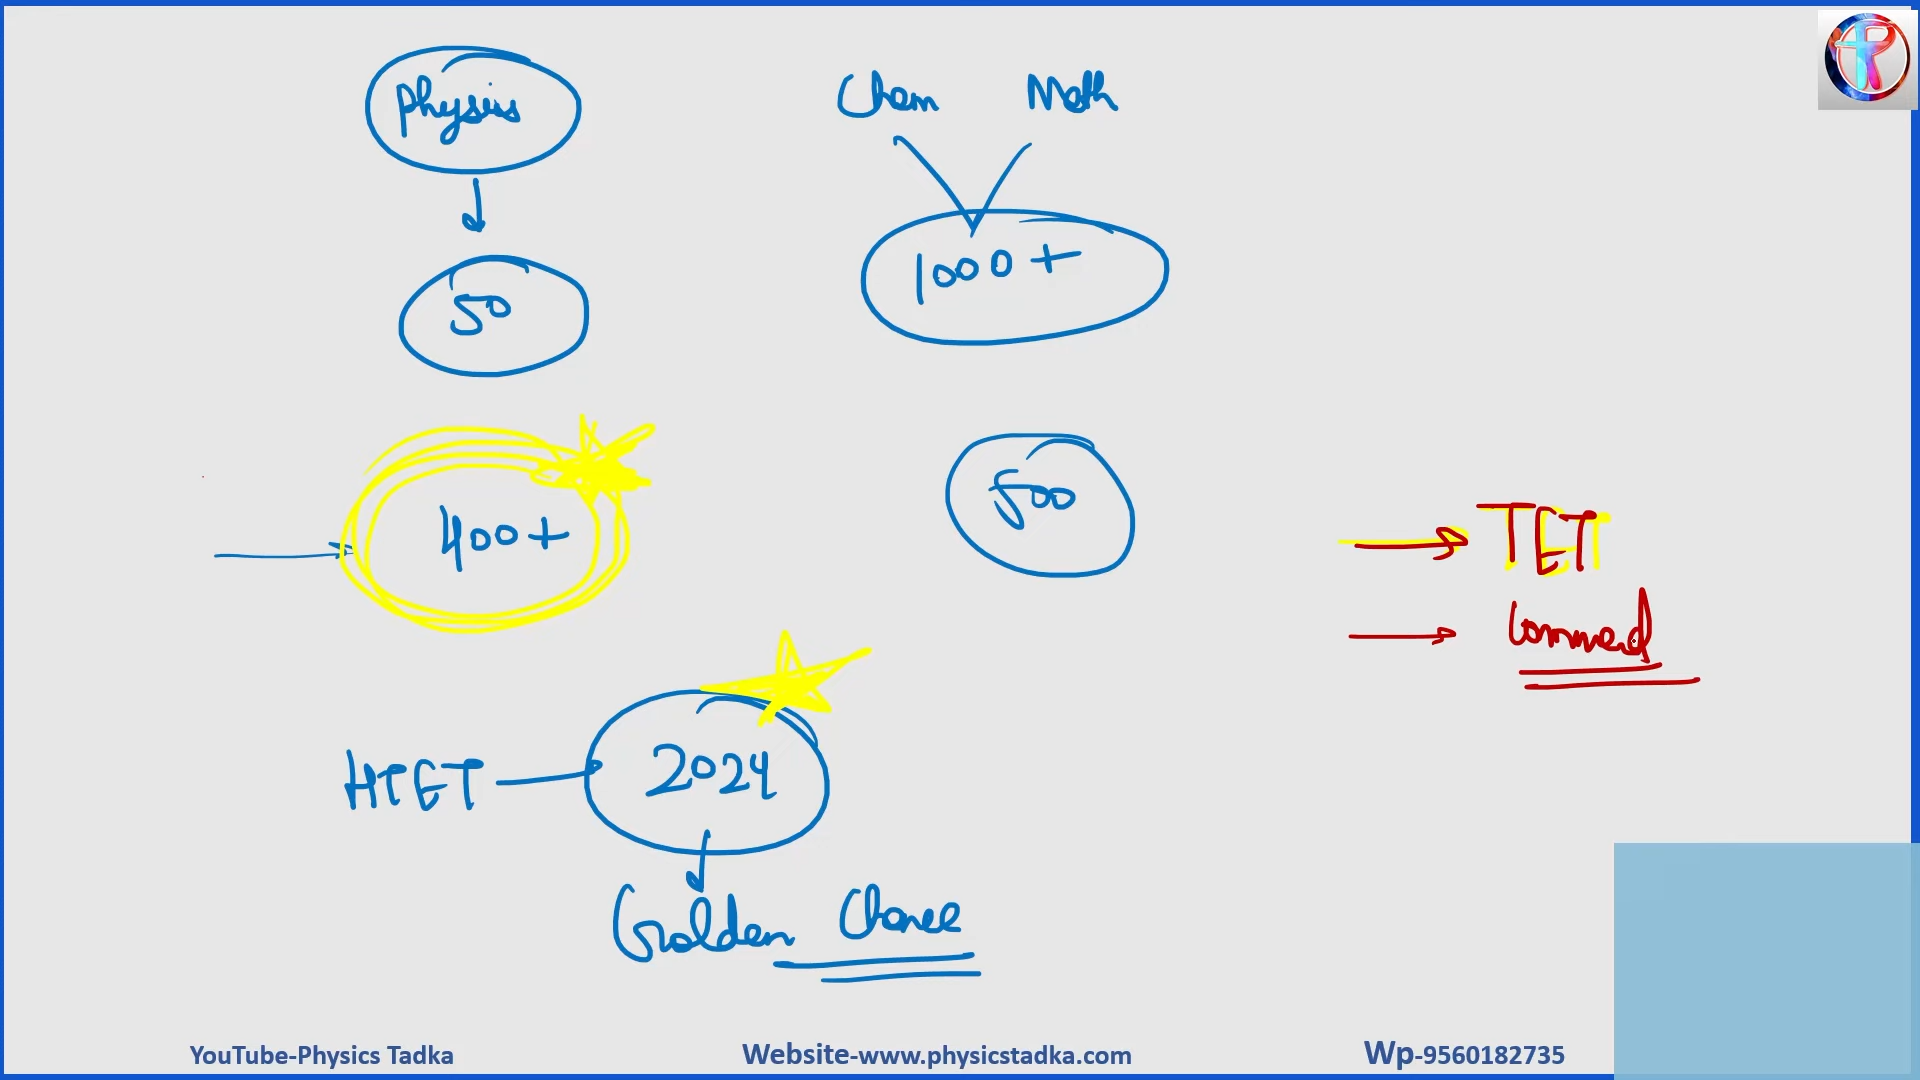 Physics
Chem Math
1000+
50
400+
500
TET
Commed
HTET 2024
Golden Chance
YouTube-Physics Tadka
Website-www.physicstadka.com
Wp-9560182735